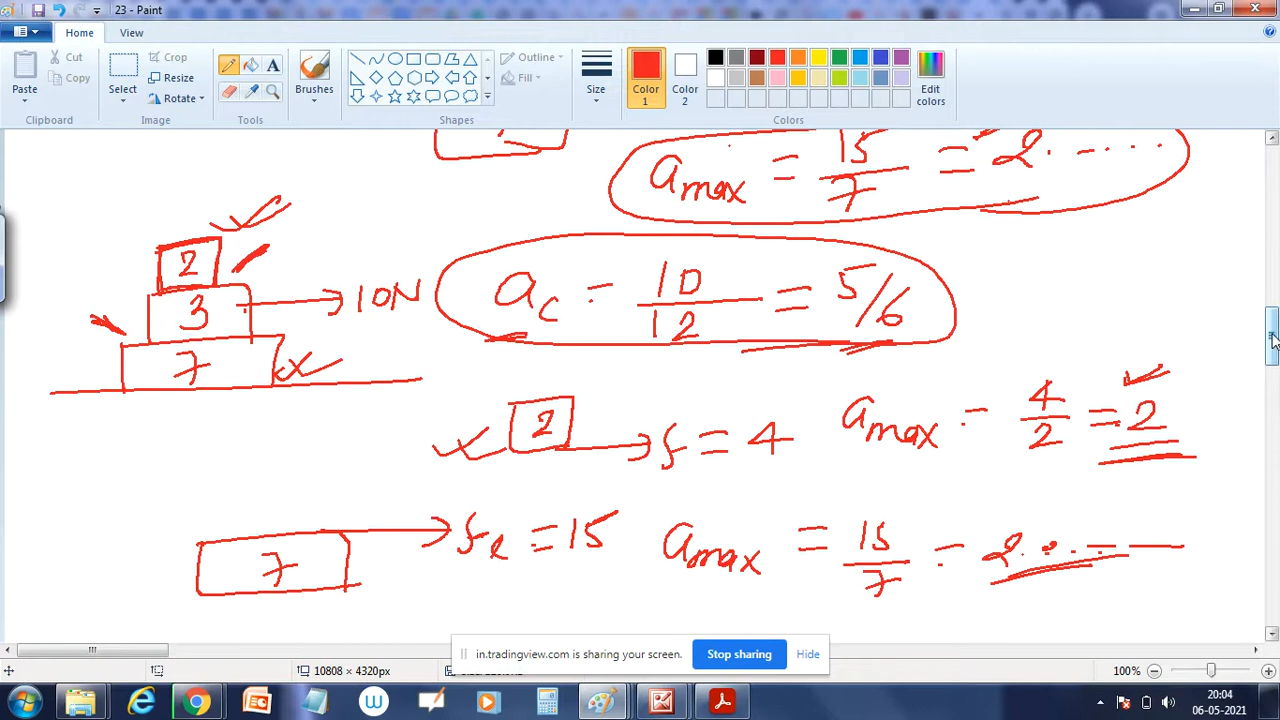 23 - Paint
Home View
Paste
Cut
Copy
Clipboard
Select
Crop
Resize
Rotate
Image
Tools
Brushes
Shapes
Outline
Fill
Size
Color 1
Color 2
Edit colors
Colors
amax = 15/7 = 2. .....
2
3 → 10N
7
ac = 10/12 = 5/6
2 → f = 4 amax = 4/2 = 2
7 → fl = 15 amax = 15/7 = 2...
in.tradingview.com is sharing your screen. Stop sharing Hide
10808 × 4320px
100%
20:04
06-05-2021